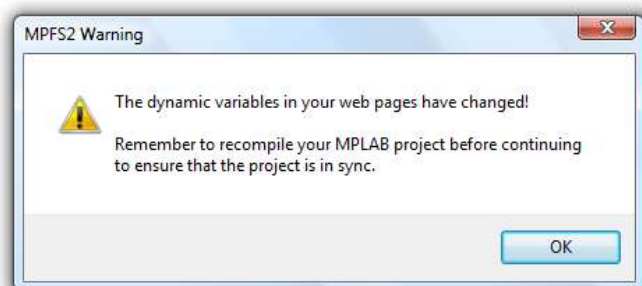 MPFS2 Warning
The dynamic variables in your web pages have changed!
Remember to recompile your MPLAB project before continuing
to ensure that the project is in sync.
OK